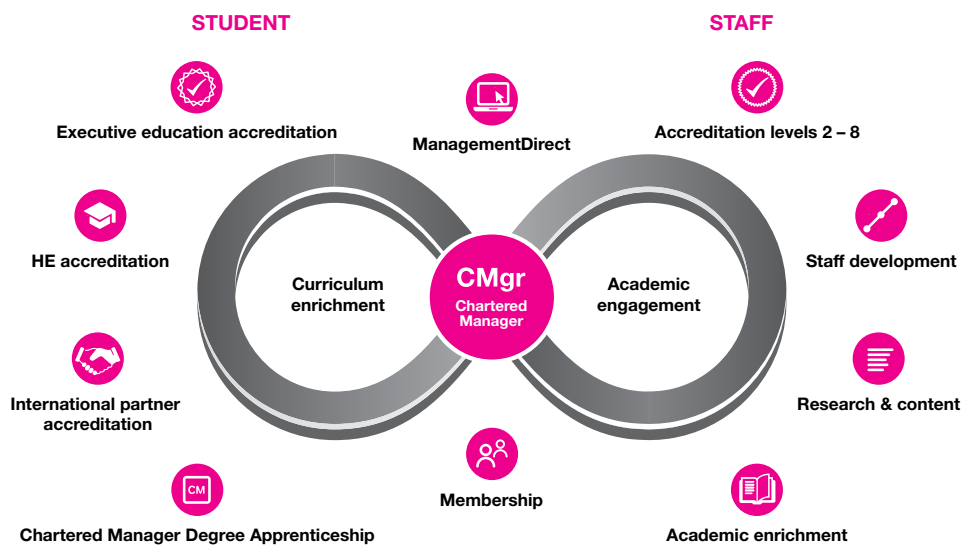 STUDENT
STAFF
Executive education accreditation
ManagementDirect
Accreditation levels 2 – 8
HE accreditation
Curriculum
enrichment
CMgr
Chartered
Manager
Academic
engagement
Staff development
International partner
accreditation
Research & content
CM
Chartered Manager Degree Apprenticeship
Membership
Academic enrichment